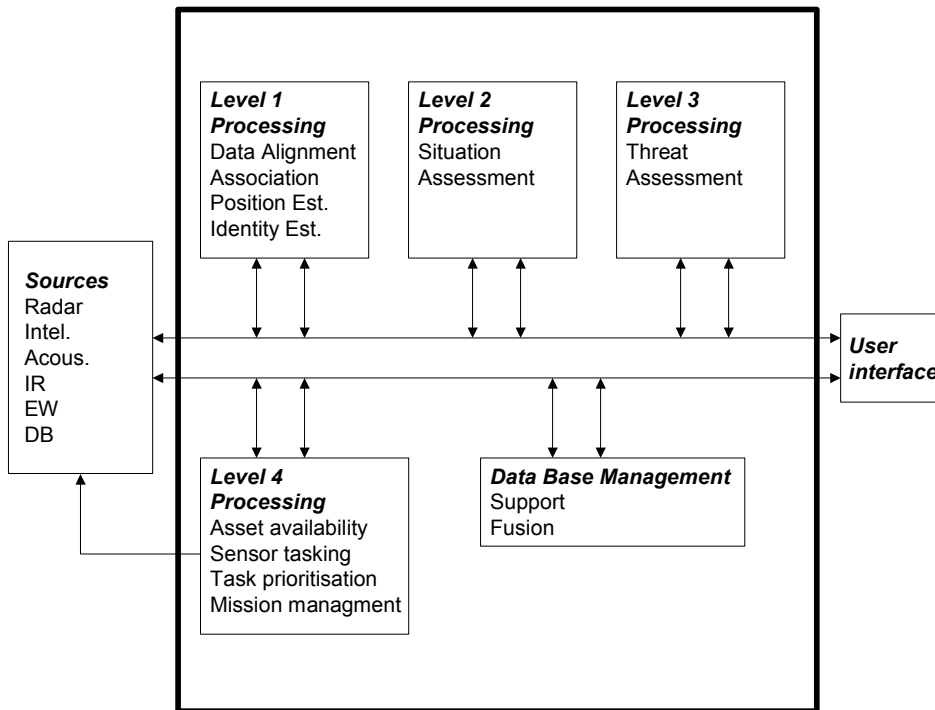 Level 1
Processing
Data Alignment
Association
Position Est.
Identity Est.
Level 2
Processing
Situation
Assessment
Level 3
Processing
Threat
Assessment
Sources
Radar
Intel.
Acous.
IR
EW
DB
User
interface
Level 4
Processing
Asset availability
Sensor tasking
Task prioritisation
Mission managment
Data Base Management
Support
Fusion